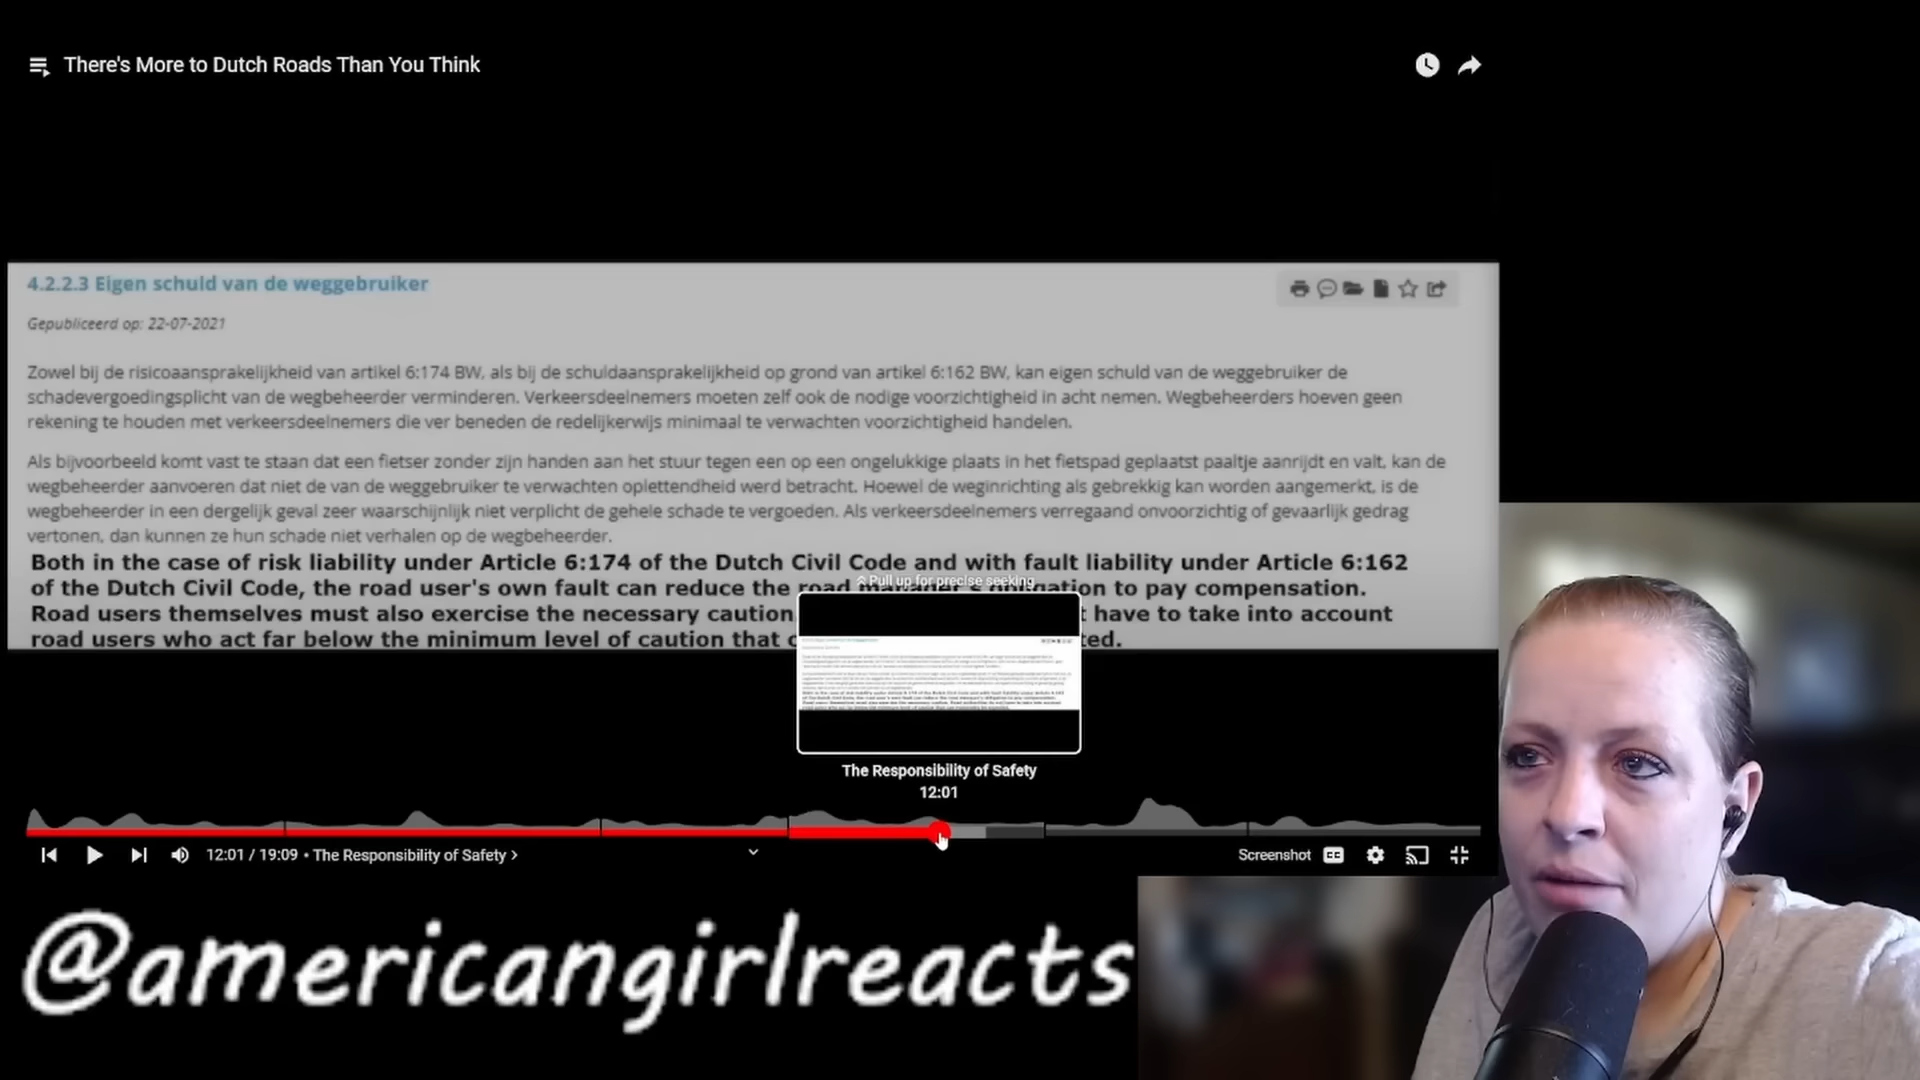 There's More to Dutch Roads Than You Think
4.2.2.3 Eigen schuld van de weggebruiker
Gepubliceerd op: 22-07-2021
Zowel bij de risicoaansprakelijkheid van artikel 6:174 BW, als bij de schuldaansprakelijkheid op grond van artikel 6:162 BW, kan eigen schuld van de weggebruiker de
schadevergoedingsplicht van de wegbeheerder verminderen. Verkeersdeelnemers moeten zelf ook de nodige voorzichtigheid in acht nemen. Wegbeheerders hoeven geen
rekening te houden met verkeersdeelnemers die ver beneden de redelijkerwijs minimaal te verwachten voorzichtigheid handelen.
Als bijvoorbeeld komt vast te staan dat een fietser zonder zijn handen aan het stuur tegen een op een ongelukkige plaats in het fietspad geplaatst paaltje aanrijdt en valt, kan de
wegbeheerder aanvoeren dat niet de van de weggebruiker te verwachten oplettendheid werd betracht. Hoewel de weginrichting als gebrekkig kan worden aangemerkt, is de
wegbeheerder in een dergelijk geval zeer waarschijnlijk niet verplicht de gehele schade te vergoeden. Als verkeersdeelnemers verregaand onvoorzichtig of gevaarlijk gedrag
vertonen, dan kunnen ze hun schade niet verhalen op de wegbeheerder.
Both in the case of risk liability under Article 6:174 of the Dutch Civil Code and with fault liability under Article 6:162
of the Dutch Civil Code, the road user's own fault can reduce the road manager's obligation to pay compensation.
Pull up for precise seeking
Road users themselves must also exercise the necessary caution have to take into account
road users who act far below the minimum level of caution that
The Responsibility of Safety
12:01
12:01 / 19:09 • The Responsibility of Safety
Screenshot CC
@americangirlreacts